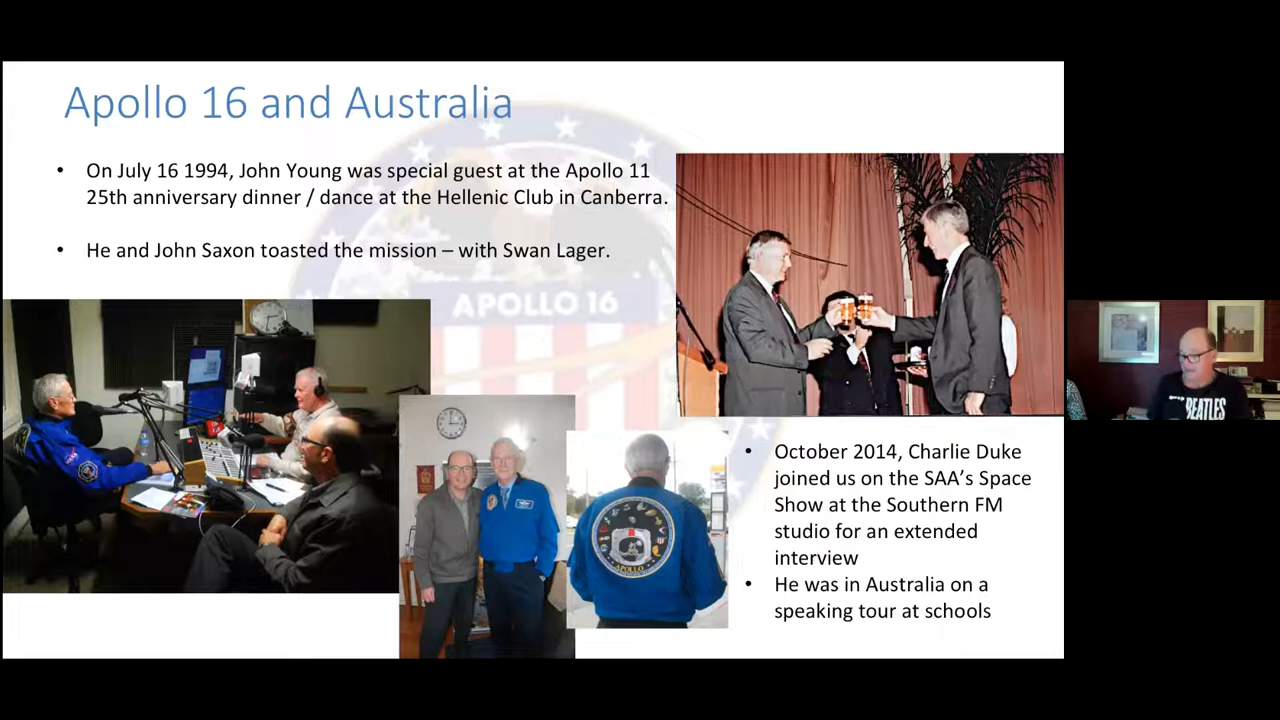 Apollo 16 and Australia
• On July 16 1994, John Young was special guest at the Apollo 11
25th anniversary dinner / dance at the Hellenic Club in Canberra.
• He and John Saxon toasted the mission – with Swan Lager.
APOLLO 16
• October 2014, Charlie Duke
joined us on the SAA’s Space
Show at the Southern FM
studio for an extended
interview
• He was in Australia on a
speaking tour at schools
APOLLO
BEATLES